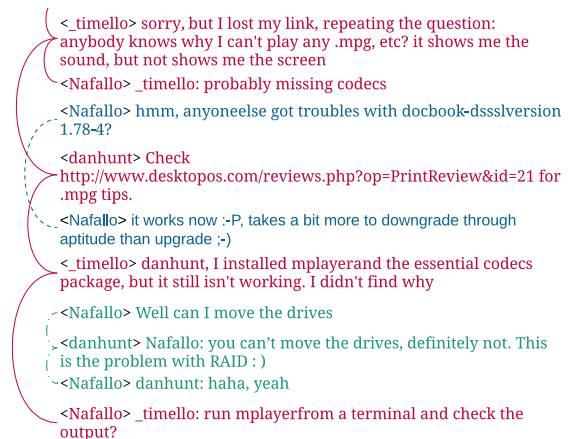 <_timello> sorry, but I lost my link, repeating the question:
anybody knows why I can't play any .mpg, etc? it shows me the
sound, but not shows me the screen
<Nafallo> _timello: probably missing codecs
<Nafallo> hmm, anyoneelse got troubles with docbook-dssslversion
1.78-4?
<danhunt> Check
http://www.desktopos.com/reviews.php?op=PrintReview&id=21 for
.mpg tips.
<Nafallo> it works now :-P, takes a bit more to downgrade through
aptitude than upgrade ;-)
<_timello> danhunt, I installed mplayerand the essential codecs
package, but it still isn't working. I didn't find why
<Nafallo> Well can I move the drives
<danhunt> Nafallo: you can’t move the drives, definitely not. This
is the problem with RAID : )
<Nafallo> danhunt: haha, yeah
<Nafallo> _timello: run mplayerfrom a terminal and check the
output?